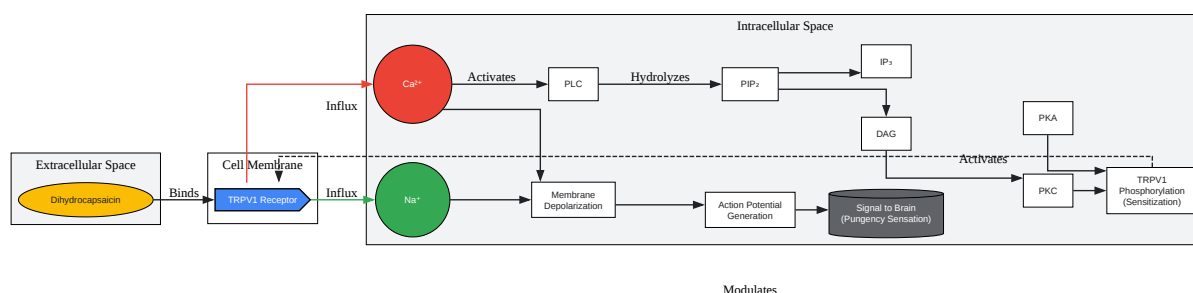 Intracellular Space
Ca²⁺
Activates
PLC
Hydrolyzes
PIP₂
IP₃
Influx
PKA
DAG
Extracellular Space
Cell Membrane
Activates
Dihydrocapsaicin
Binds
TRPV1 Receptor
Influx
Na⁺
Membrane
Depolarization
Action Potential
Generation
Signal to Brain
(Pungency Sensation)
PKC
TRPV1
Phosphorylation
(Sensitization)
Modulates